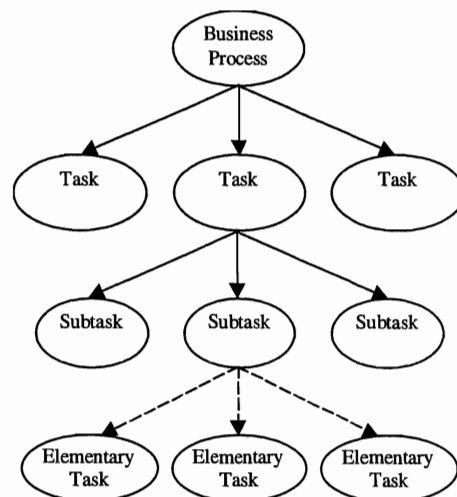 Business
Process
Task
Task
Task
Subtask
Subtask
Subtask
Elementary
Task
Elementary
Task
Elementary
Task